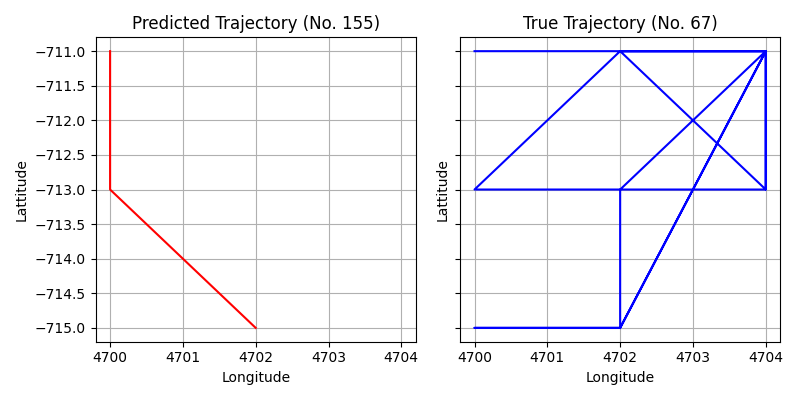 Predicted Trajectory (No. 155)
−711.0
−711.5
−712.0
−712.5
−713.0
−713.5
−714.0
−714.5
−715.0
Lattitude
4700 4701 4702 4703 4704
Longitude
True Trajectory (No. 67)
Lattitude
4700 4701 4702 4703 4704
Longitude